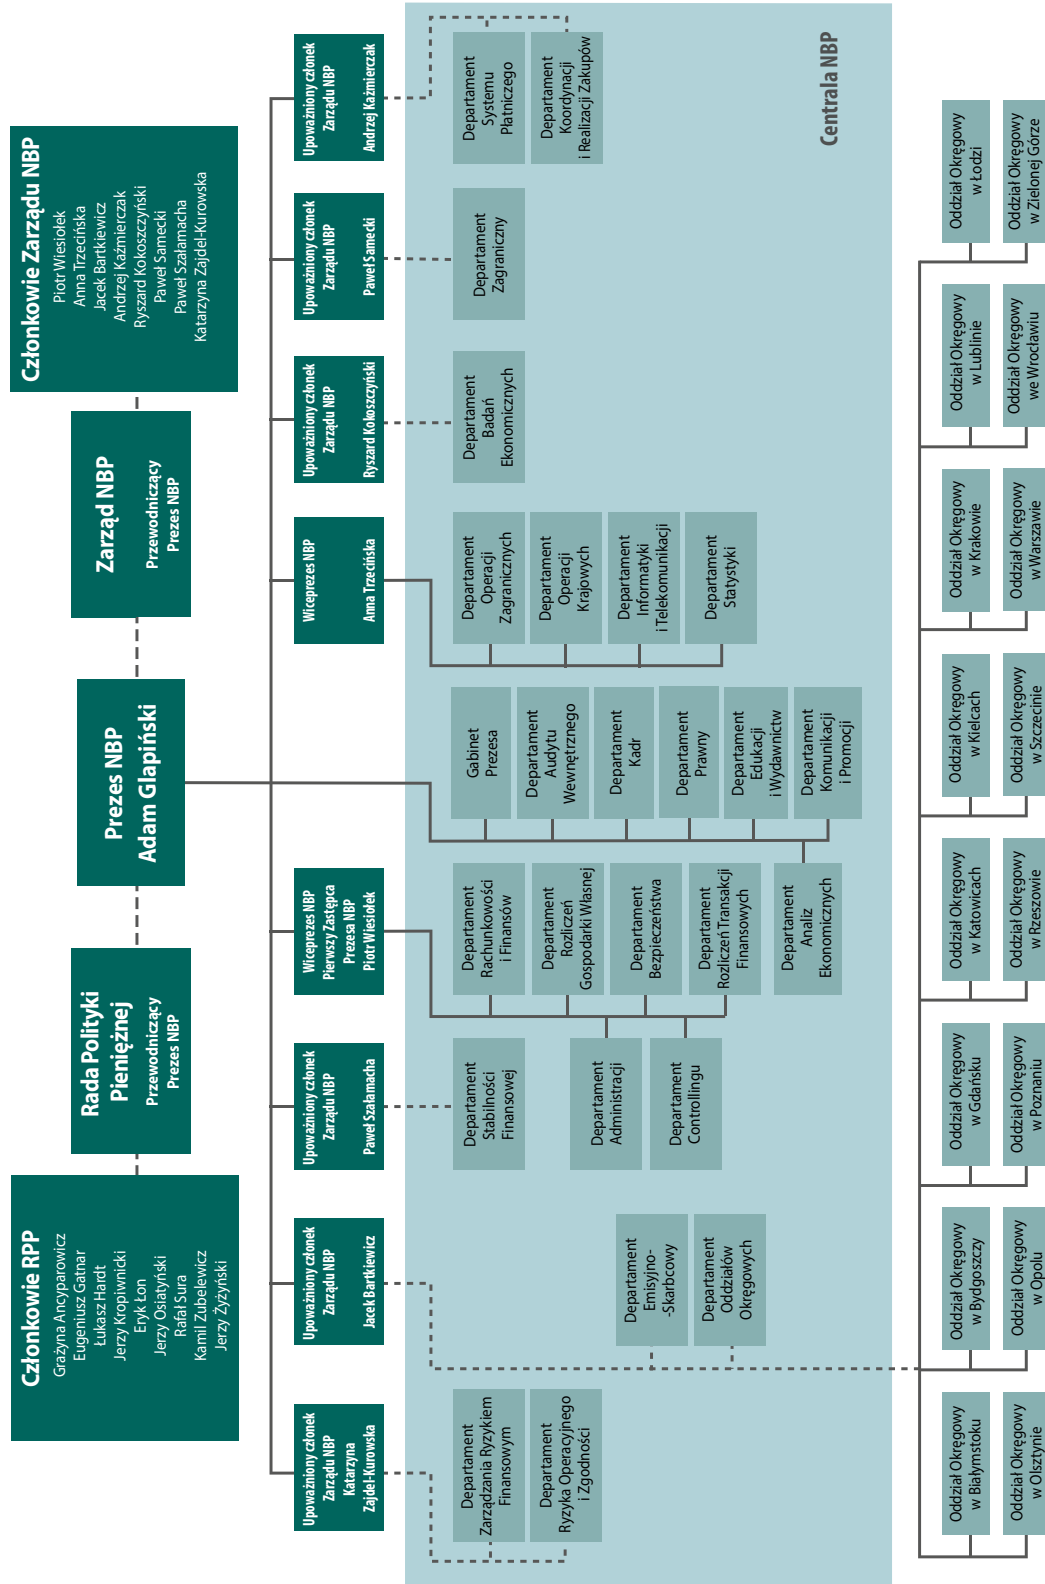 Członkowie RPP
Grażyna Ancyparowicz
Eugeniusz Gatnar
Łukasz Hardt
Jerzy Kropiwnicki
Eryk Łon
Jerzy Osiatyński
Rafał Sura
Kamil Zubelewicz
Jerzy Żyżyński
Rada Polityki
Pieniężnej
Przewodniczący
Prezes NBP
Prezes NBP
Adam Glapiński
Zarząd NBP
Przewodniczący
Prezes NBP
Członkowie Zarządu NBP
Piotr Wiesiołek
Anna Trzecińska
Jacek Bartkiewicz
Andrzej Kaźmierczak
Ryszard Kokoszczyński
Paweł Samecki
Paweł Szałamacha
Katarzyna Zajdel-Kurowska
Upoważniony członek
Zarządu NBP
Katarzyna
Zajdel-Kurowska
Upoważniony członek
Zarządu NBP
Jacek Bartkiewicz
Upoważniony członek
Zarządu NBP
Paweł Szałamacha
Wiceprezes NBP
Pierwszy Zastępca
Prezesa NBP
Piotr Wiesiołek
Wiceprezes NBP
Anna Trzecińska
Upoważniony członek
Zarządu NBP
Ryszard Kokoszczyński
Upoważniony członek
Zarządu NBP
Paweł Samecki
Upoważniony członek
Zarządu NBP
Andrzej Kaźmierczak
Departament
Zarządzania Ryzykiem
Finansowym
Departament
Ryzyka Operacyjnego
i Zgodności
Departament
Emisyjno-
-Skarbcowy
Departament
Oddziałów
Okręgowych
Departament
Stabilności
Finansowej
Departament
Administracji
Departament
Controllingu
Departament
Rachunkowości
i Finansów
Departament
Rozliczeń
Gospodarki Własnej
Departament
Bezpieczeństwa
Departament
Rozliczeń Transakcji
Finansowych
Departament
Analiz
Ekonomicznych
Gabinet
Prezesa
Departament
Audytu
Wewnętrznego
Departament
Kadr
Departament
Prawny
Departament
Edukacji
i Wydawnictw
Departament
Komunikacji
i Promocji
Departament
Operacji
Zagranicznych
Departament
Operacji
Krajowych
Departament
Informatyki
i Telekomunikacji
Departament
Statystyki
Departament
Badań
Ekonomicznych
Departament
Zagraniczny
Departament
Systemu
Płatniczego
Departament
Koordynacji
i Realizacji Zakupów
Centrala NBP
Oddział Okręgowy
w Białymstoku
Oddział Okręgowy
w Bydgoszczy
Oddział Okręgowy
w Gdańsku
Oddział Okręgowy
w Katowicach
Oddział Okręgowy
w Kielcach
Oddział Okręgowy
w Krakowie
Oddział Okręgowy
w Lublinie
Oddział Okręgowy
w Łodzi
Oddział Okręgowy
w Olsztynie
Oddział Okręgowy
w Opolu
Oddział Okręgowy
w Poznaniu
Oddział Okręgowy
w Rzeszowie
Oddział Okręgowy
w Szczecinie
Oddział Okręgowy
w Warszawie
Oddział Okręgowy
we Wrocławiu
Oddział Okręgowy
w Zielonej Górze